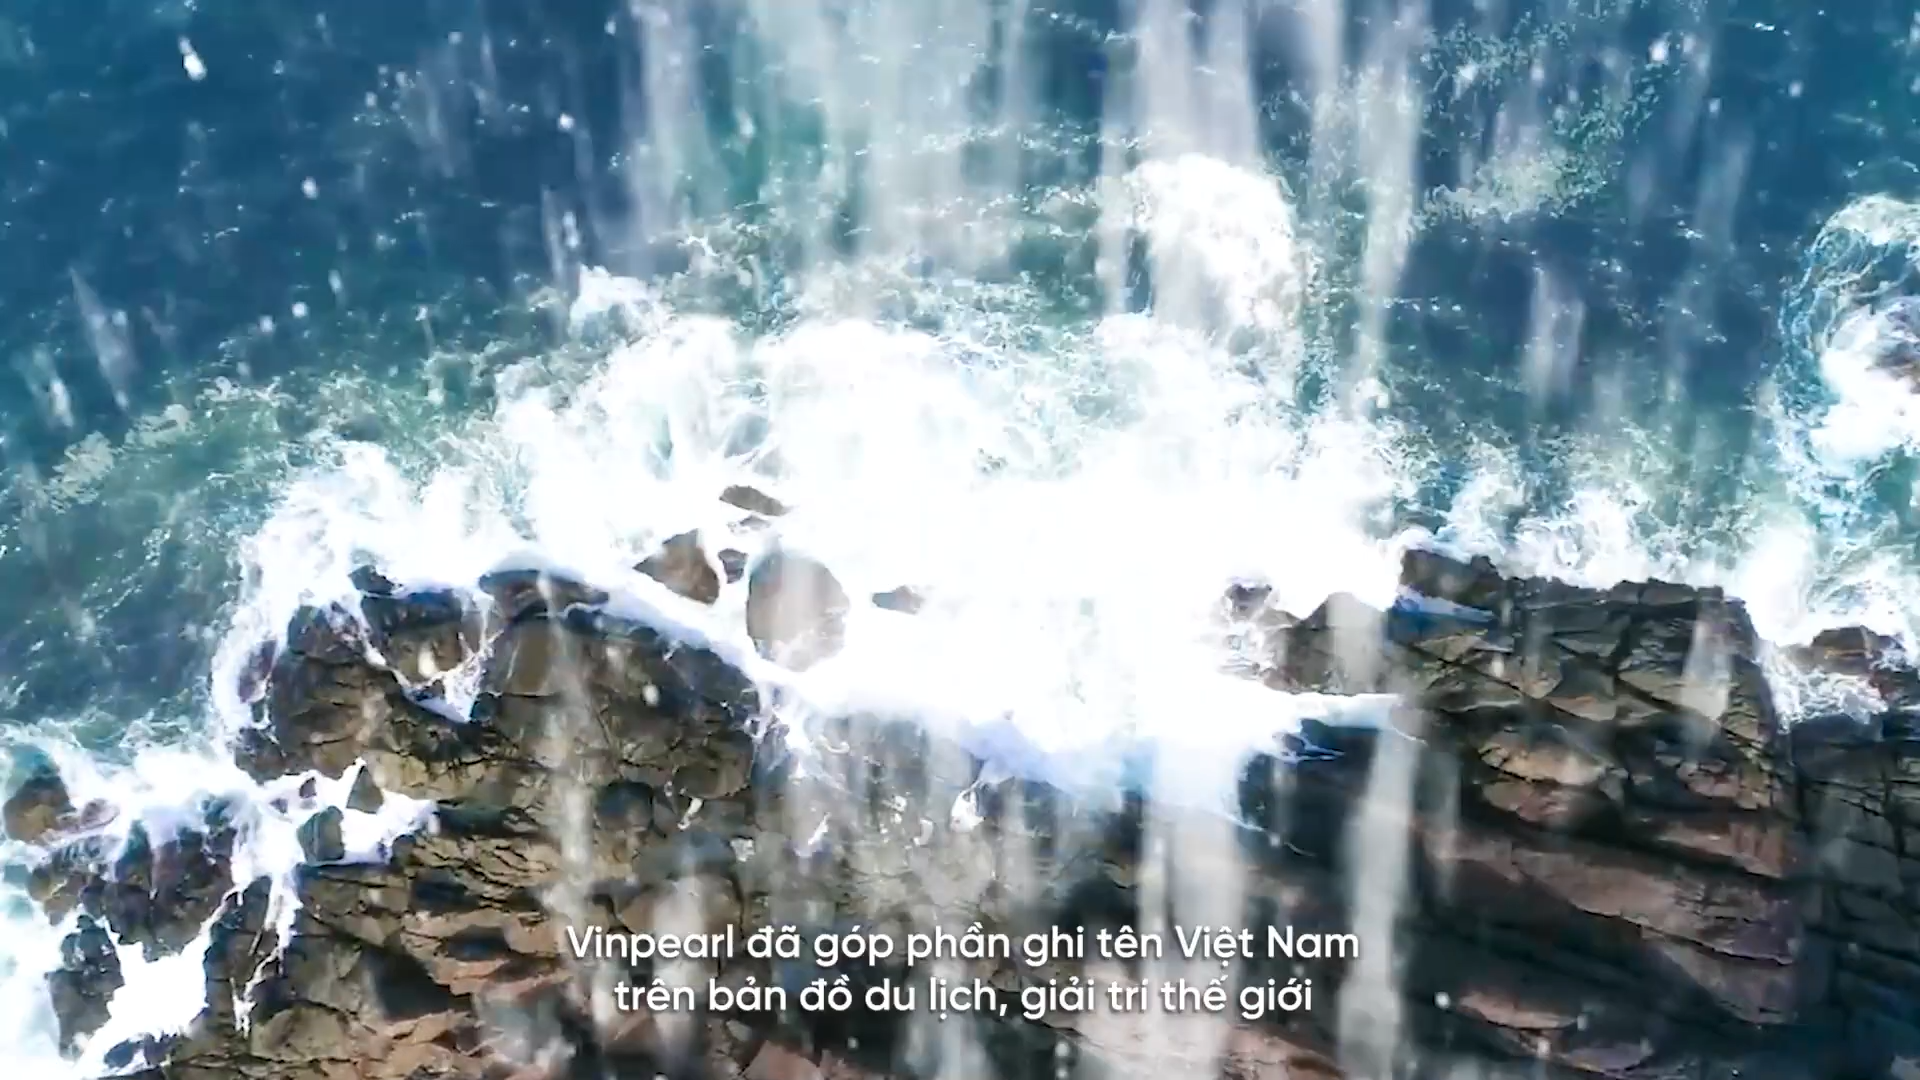 Vinpearl đã góp phần ghi tên Việt Nam
trên bản đồ du lịch, giải trí thế giới